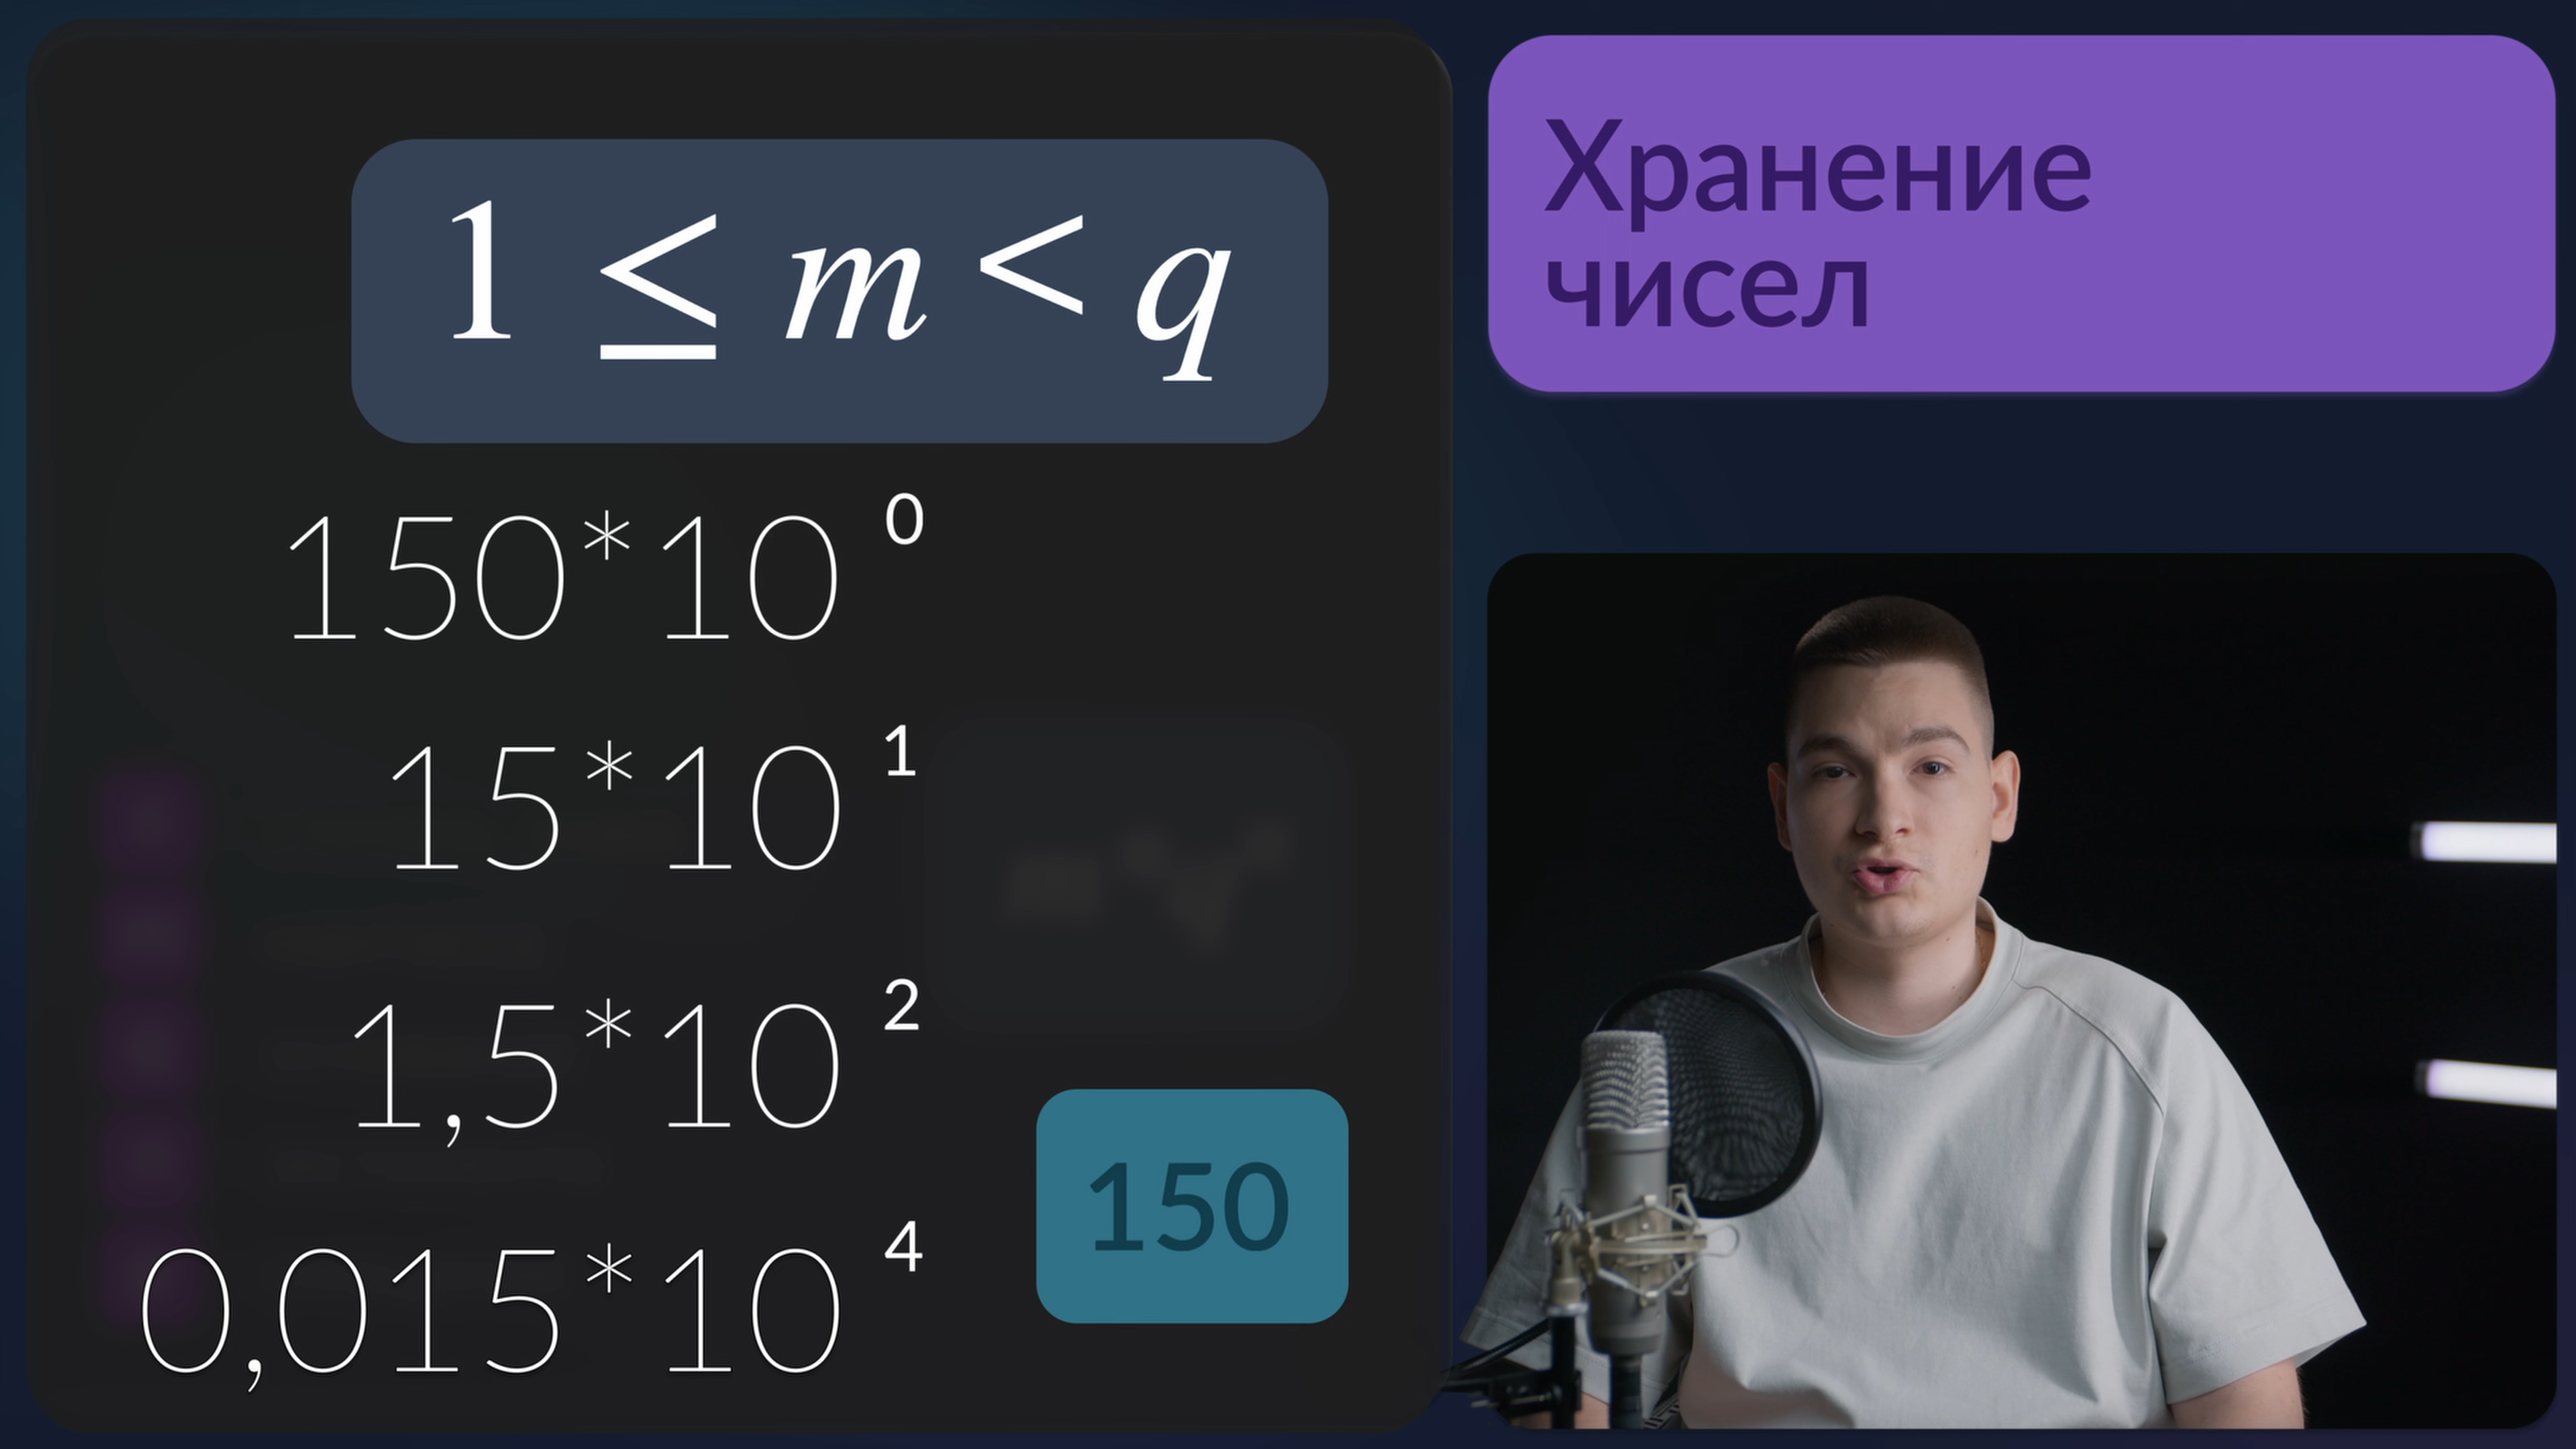 1 ≤ m < q
150*10⁰
15*10¹
1,5*10²
0,015*10⁴
150
Хранение
чисел